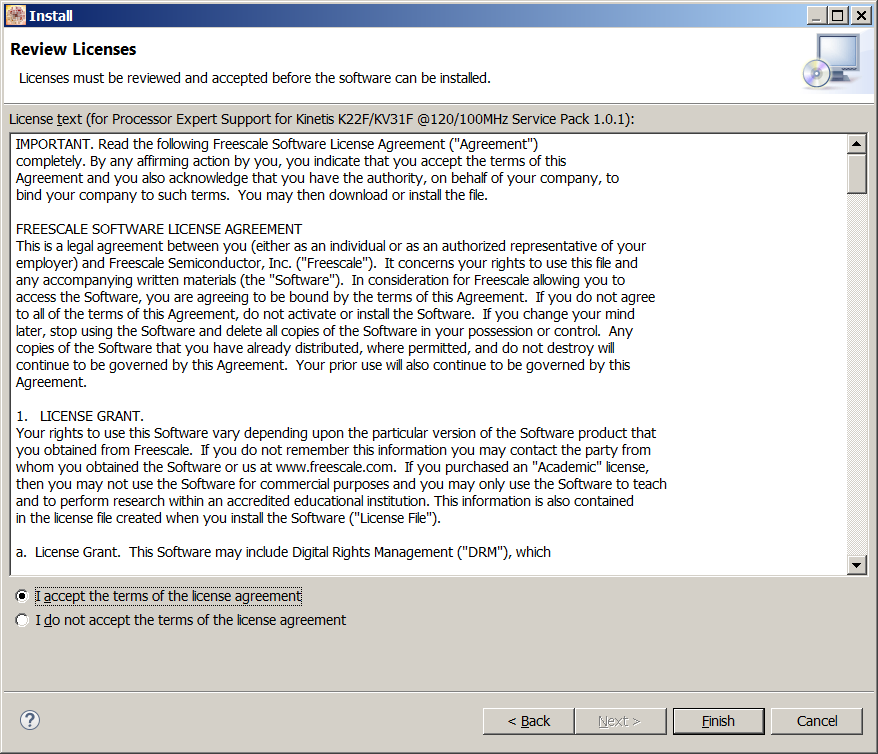 Install
Review Licenses
Licenses must be reviewed and accepted before the software can be installed.
License text (for Processor Expert Support for Kinetis K22F/KV31F @120/100MHz Service Pack 1.0.1):
IMPORTANT. Read the following Freescale Software License Agreement ("Agreement")
completely. By any affirming action by you, you indicate that you accept the terms of this
Agreement and you also acknowledge that you have the authority, on behalf of your company, to
bind your company to such terms.  You may then download or install the file.
FREESCALE SOFTWARE LICENSE AGREEMENT
This is a legal agreement between you (either as an individual or as an authorized representative of your
employer) and Freescale Semiconductor, Inc. ("Freescale").  It concerns your rights to use this file and
any accompanying written materials (the "Software").  In consideration for Freescale allowing you to
access the Software, you are agreeing to be bound by the terms of this Agreement.  If you do not agree
to all of the terms of this Agreement, do not activate or install the Software.  If you change your mind
later, stop using the Software and delete all copies of the Software in your possession or control.  Any
copies of the Software that you have already distributed, where permitted, and do not destroy will
continue to be governed by this Agreement.  Your prior use will also continue to be governed by this
Agreement.
1.   LICENSE GRANT.
Your rights to use this Software vary depending upon the particular version of the Software product that
you obtained from Freescale.  If you do not remember this information you may contact the party from
whom you obtained the Software or us at www.freescale.com.  If you purchased an "Academic" license,
then you may not use the Software for commercial purposes and you may only use the Software to teach
and to perform research within an accredited educational institution. This information is also contained
in the license file created when you install the Software ("License File").
a.  License Grant.  This Software may include Digital Rights Management ("DRM"), which
I accept the terms of the license agreement
I do not accept the terms of the license agreement
?
< Back
Next >
Finish
Cancel